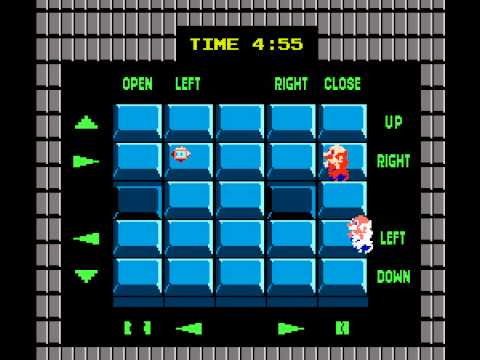 TIME 4:55
OPEN LEFT RIGHT CLOSE
UP
RIGHT
LEFT
DOWN